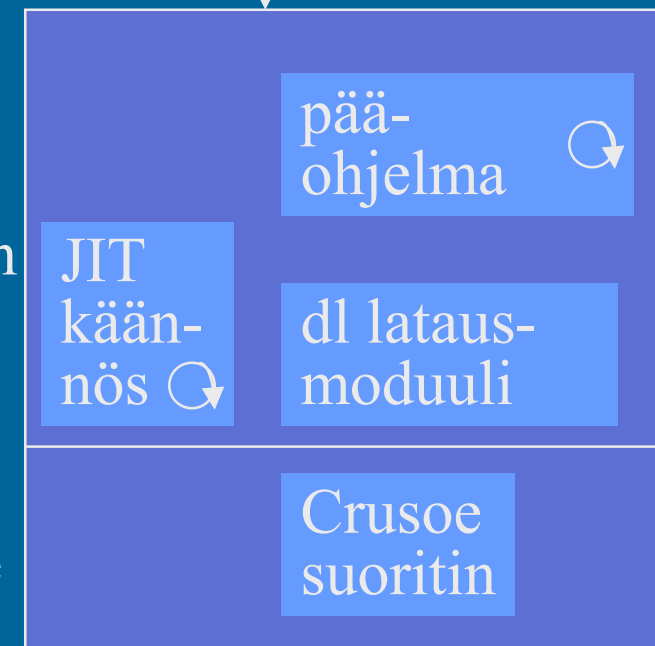 pää-
ohjelma
JIT
kään-
nös
dl lataus-
moduuli
Crusoe
suoritin